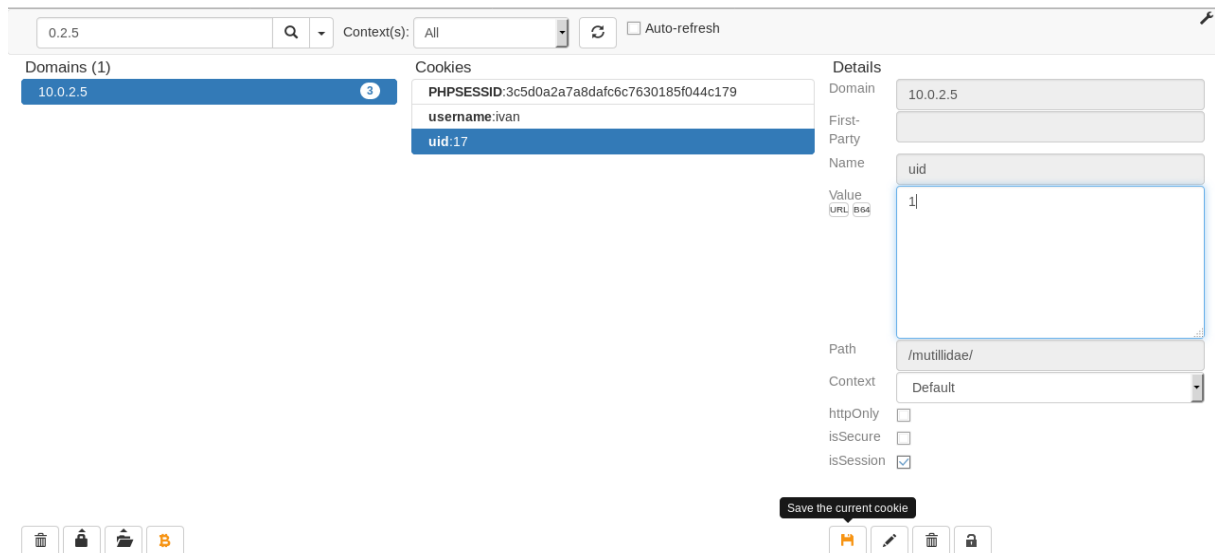 0.2.5 Context(s): All Auto-refresh
Domains (1)
10.0.2.5 3
Cookies
PHPSESSID:3c5d0a2a7a8dafc6c7630185f044c179
username:ivan
uid:17
Details
Domain 10.0.2.5
First-
Party
Name uid
Value 1
URL B64
Path /mutillidae/
Context Default
httpOnly
isSecure
isSession
Save the current cookie